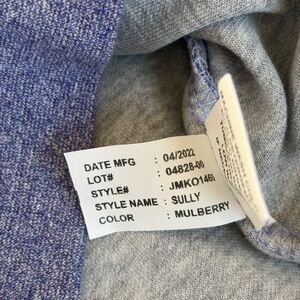 DATE MFG : 04/2022
LOT# : 04828-00
STYLE# : JMKO1460
STYLE NAME : SULLY
COLOR : MULBERRY